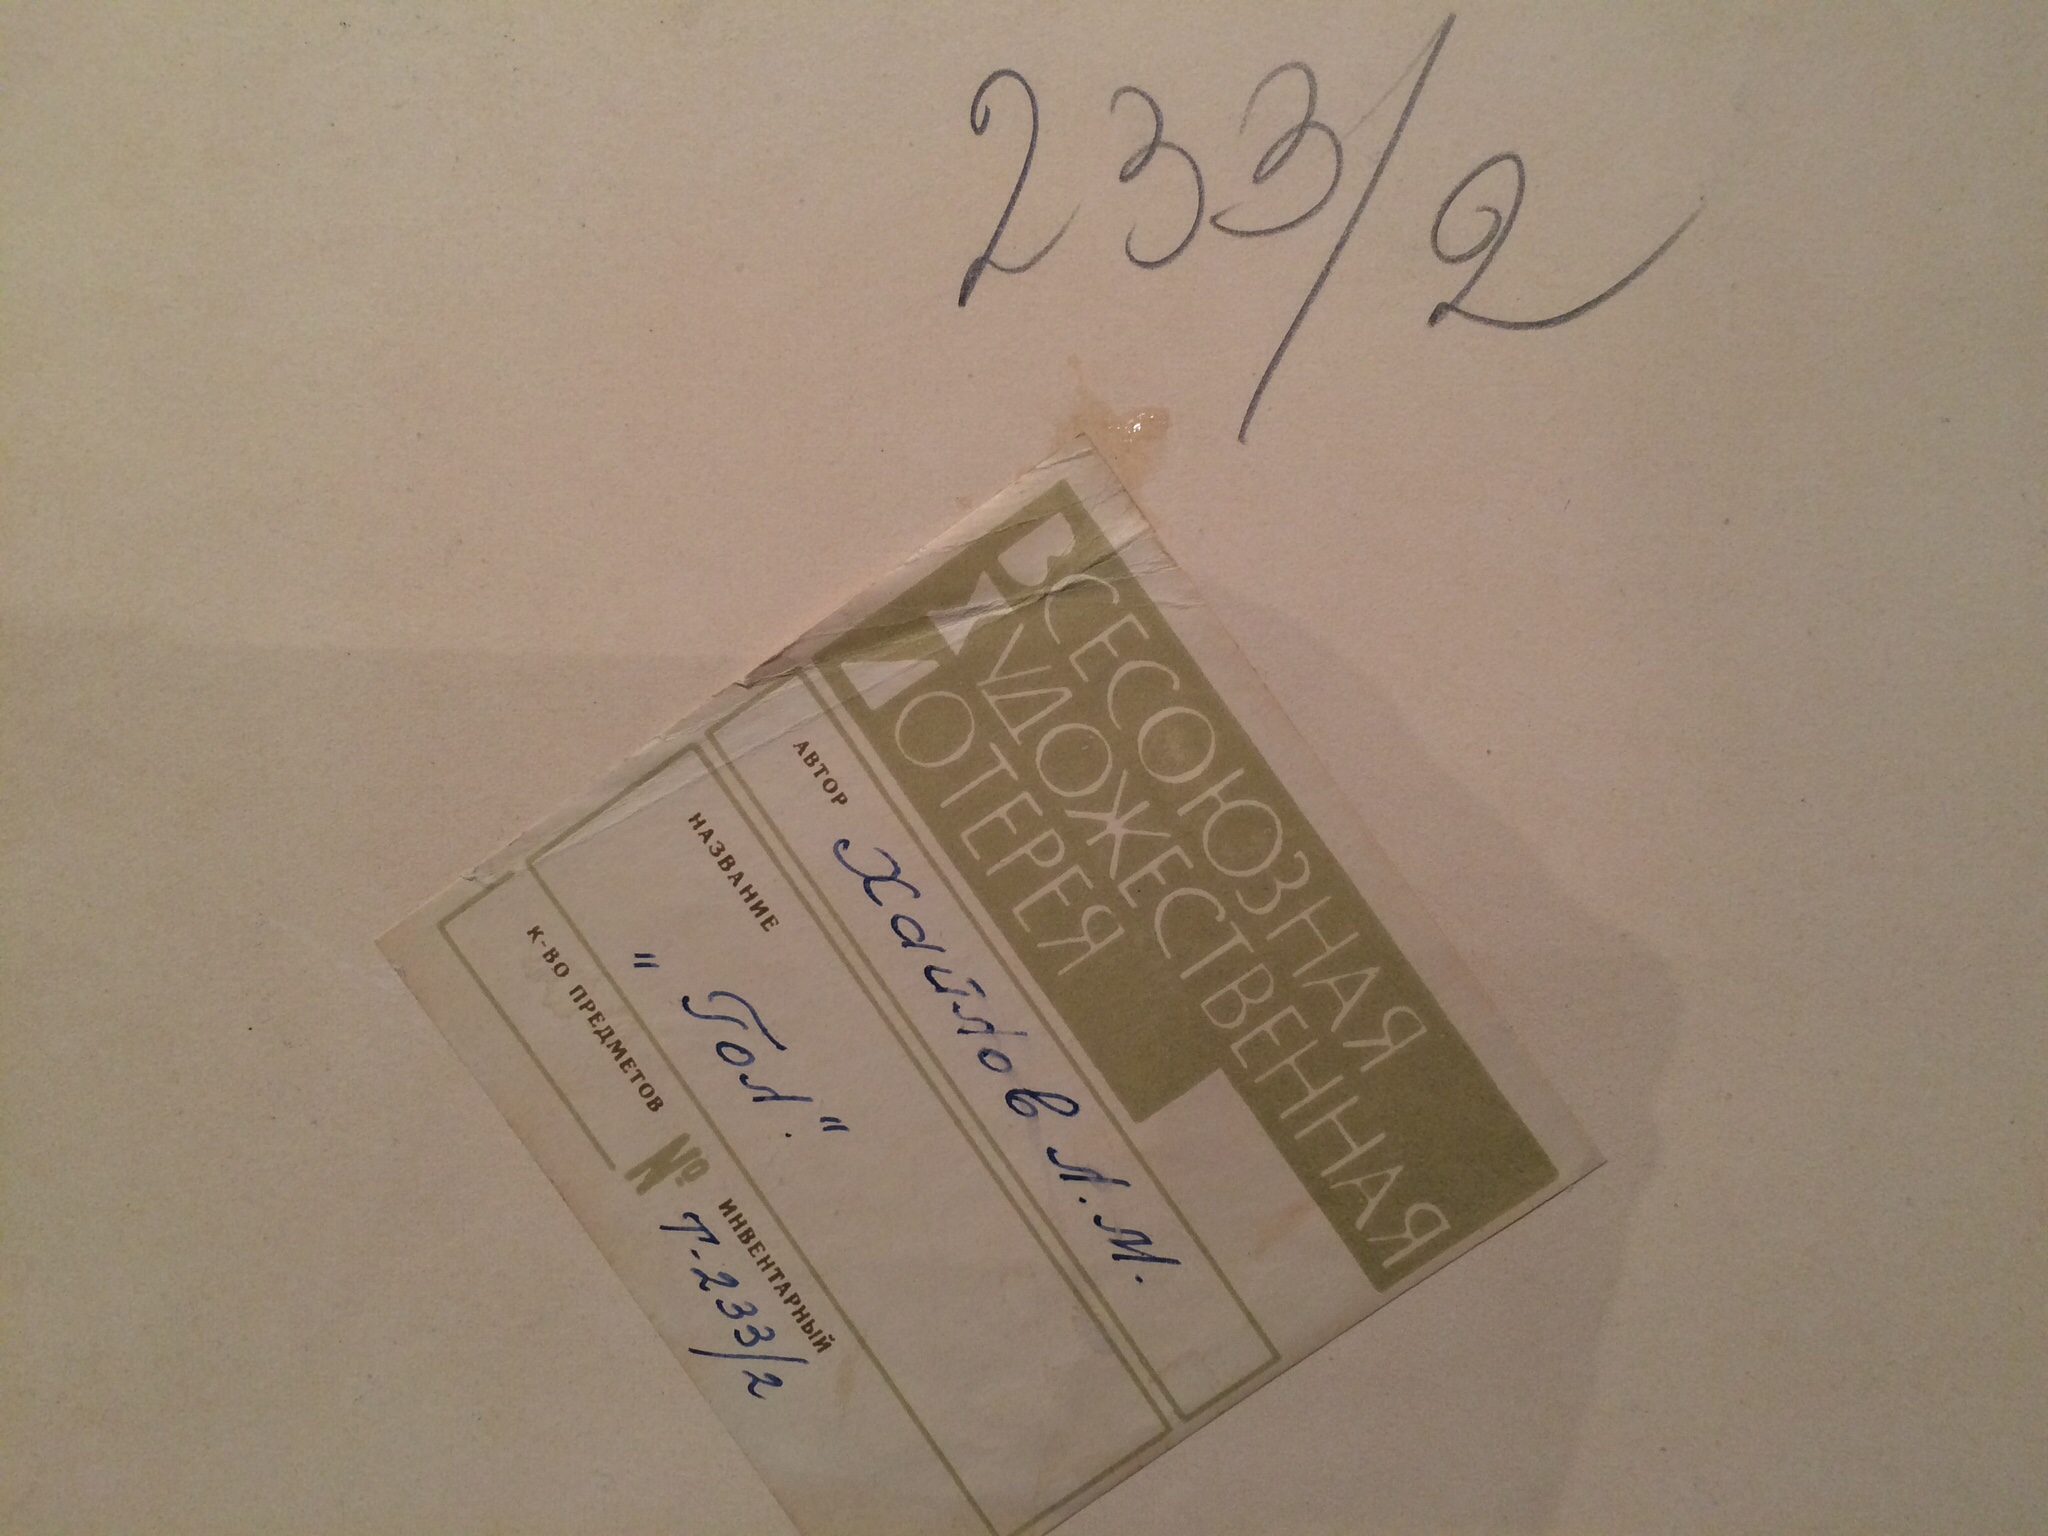 233/2
ВСЕСОЮЗНАЯ
ХУДОЖЕСТВЕННАЯ
ЛОТЕРЕЯ
АВТОР Хайлов Л.М.
НАЗВАНИЕ
"Гол."
К-ВО ПРЕДМЕТОВ
№ ИНВЕНТАРНЫЙ
Т-233/2